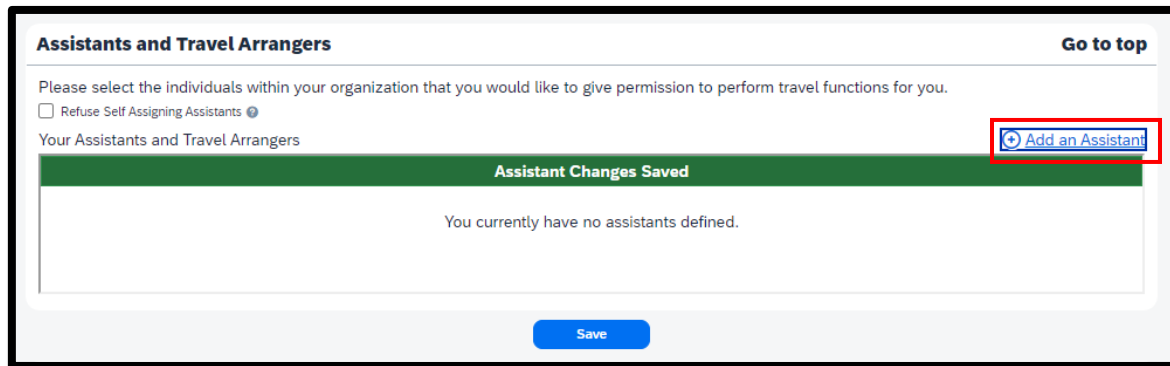 Assistants and Travel Arrangers Go to top
Please select the individuals within your organization that you would like to give permission to perform travel functions for you.
Refuse Self Assigning Assistants
Your Assistants and Travel Arrangers Add an Assistant
Assistant Changes Saved
You currently have no assistants defined.
Save